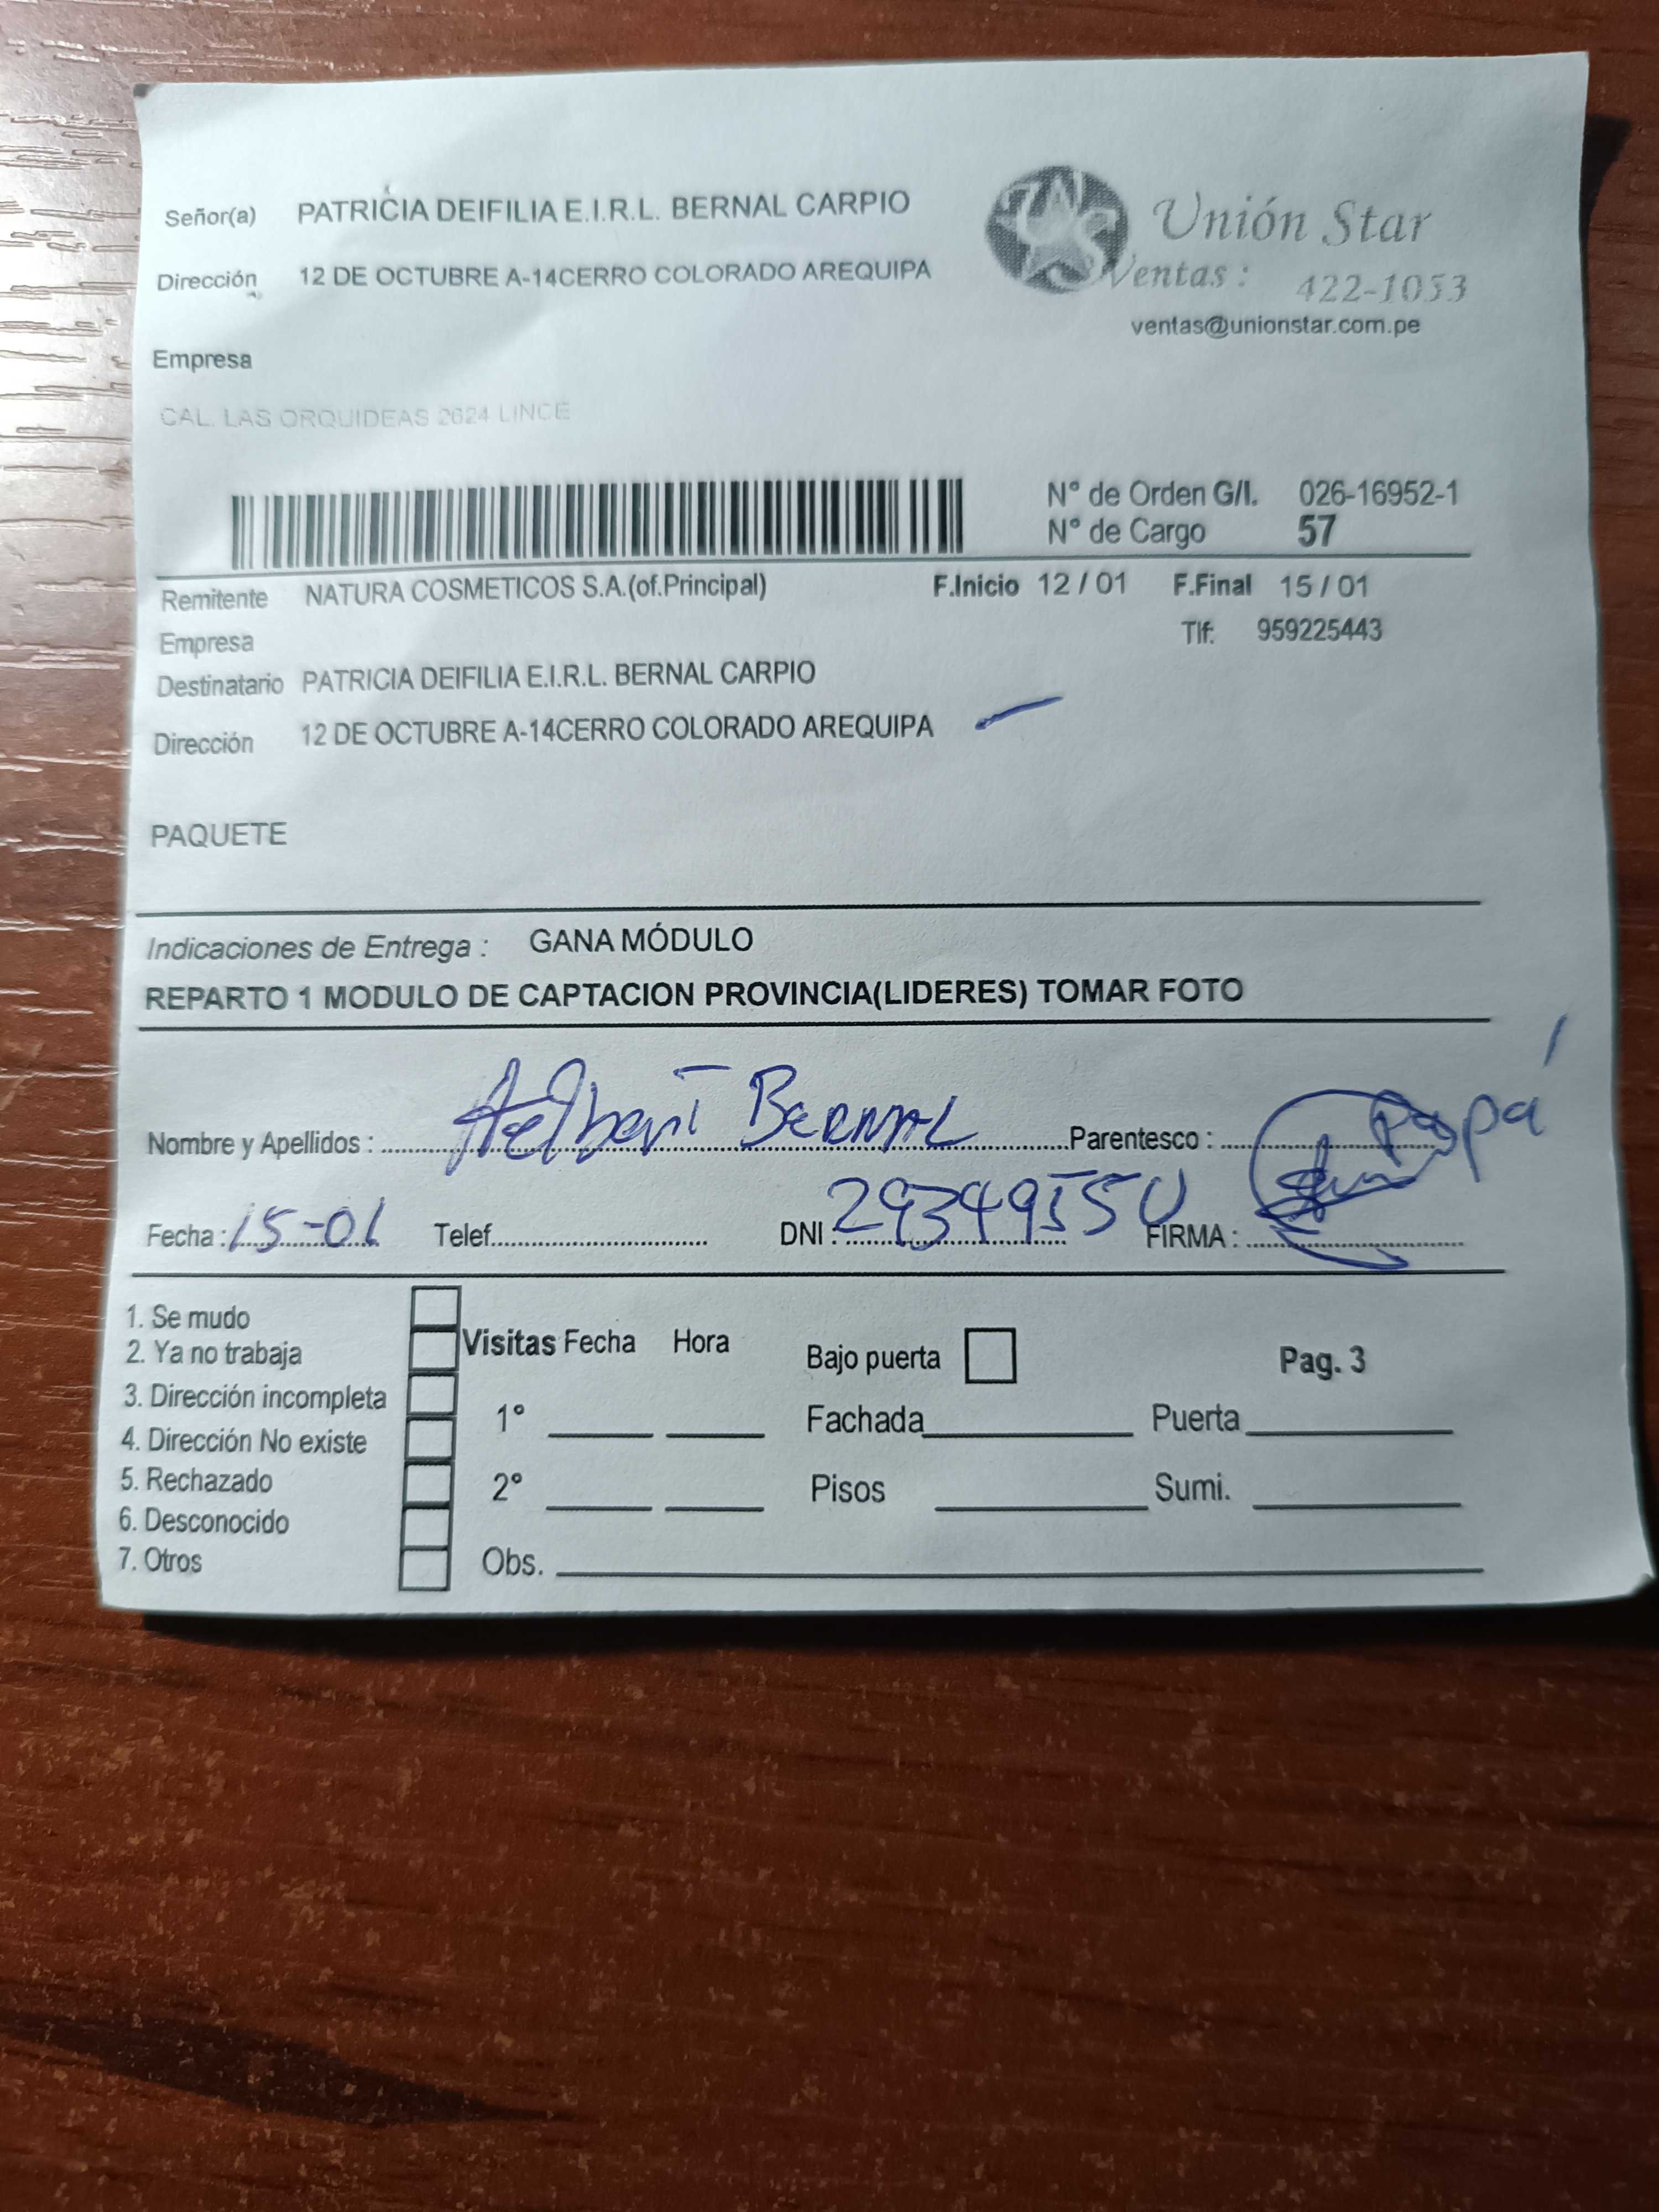 Señor(a) PATRICIA DEIFILIA E.I.R.L. BERNAL CARPIO
Unión Star
Dirección 12 DE OCTUBRE A-14CERRO COLORADO AREQUIPA
Ventas : 422-1053
ventas@unionstar.com.pe
Empresa
CAL. LAS ORQUIDEAS 2624 LINCE
N° de Orden G/I. 026-16952-1
N° de Cargo 57
Remitente NATURA COSMETICOS S.A.(of.Principal) F.Inicio 12 / 01 F.Final 15 / 01
Empresa Tlf: 959225443
Destinatario PATRICIA DEIFILIA E.I.R.L. BERNAL CARPIO
Dirección 12 DE OCTUBRE A-14CERRO COLORADO AREQUIPA
PAQUETE
Indicaciones de Entrega : GANA MÓDULO
REPARTO 1 MODULO DE CAPTACION PROVINCIA(LIDERES) TOMAR FOTO
Nombre y Apellidos : BERNAL Parentesco : Papá
Fecha : 15-01 Telef. DNI : 29349550 FIRMA :
1. Se mudo
2. Ya no trabaja
3. Dirección incompleta
4. Dirección No existe
5. Rechazado
6. Desconocido
7. Otros
Visitas Fecha Hora
1°
2°
Obs.
Bajo puerta
Pag. 3
Fachada Puerta
Pisos Sumi.